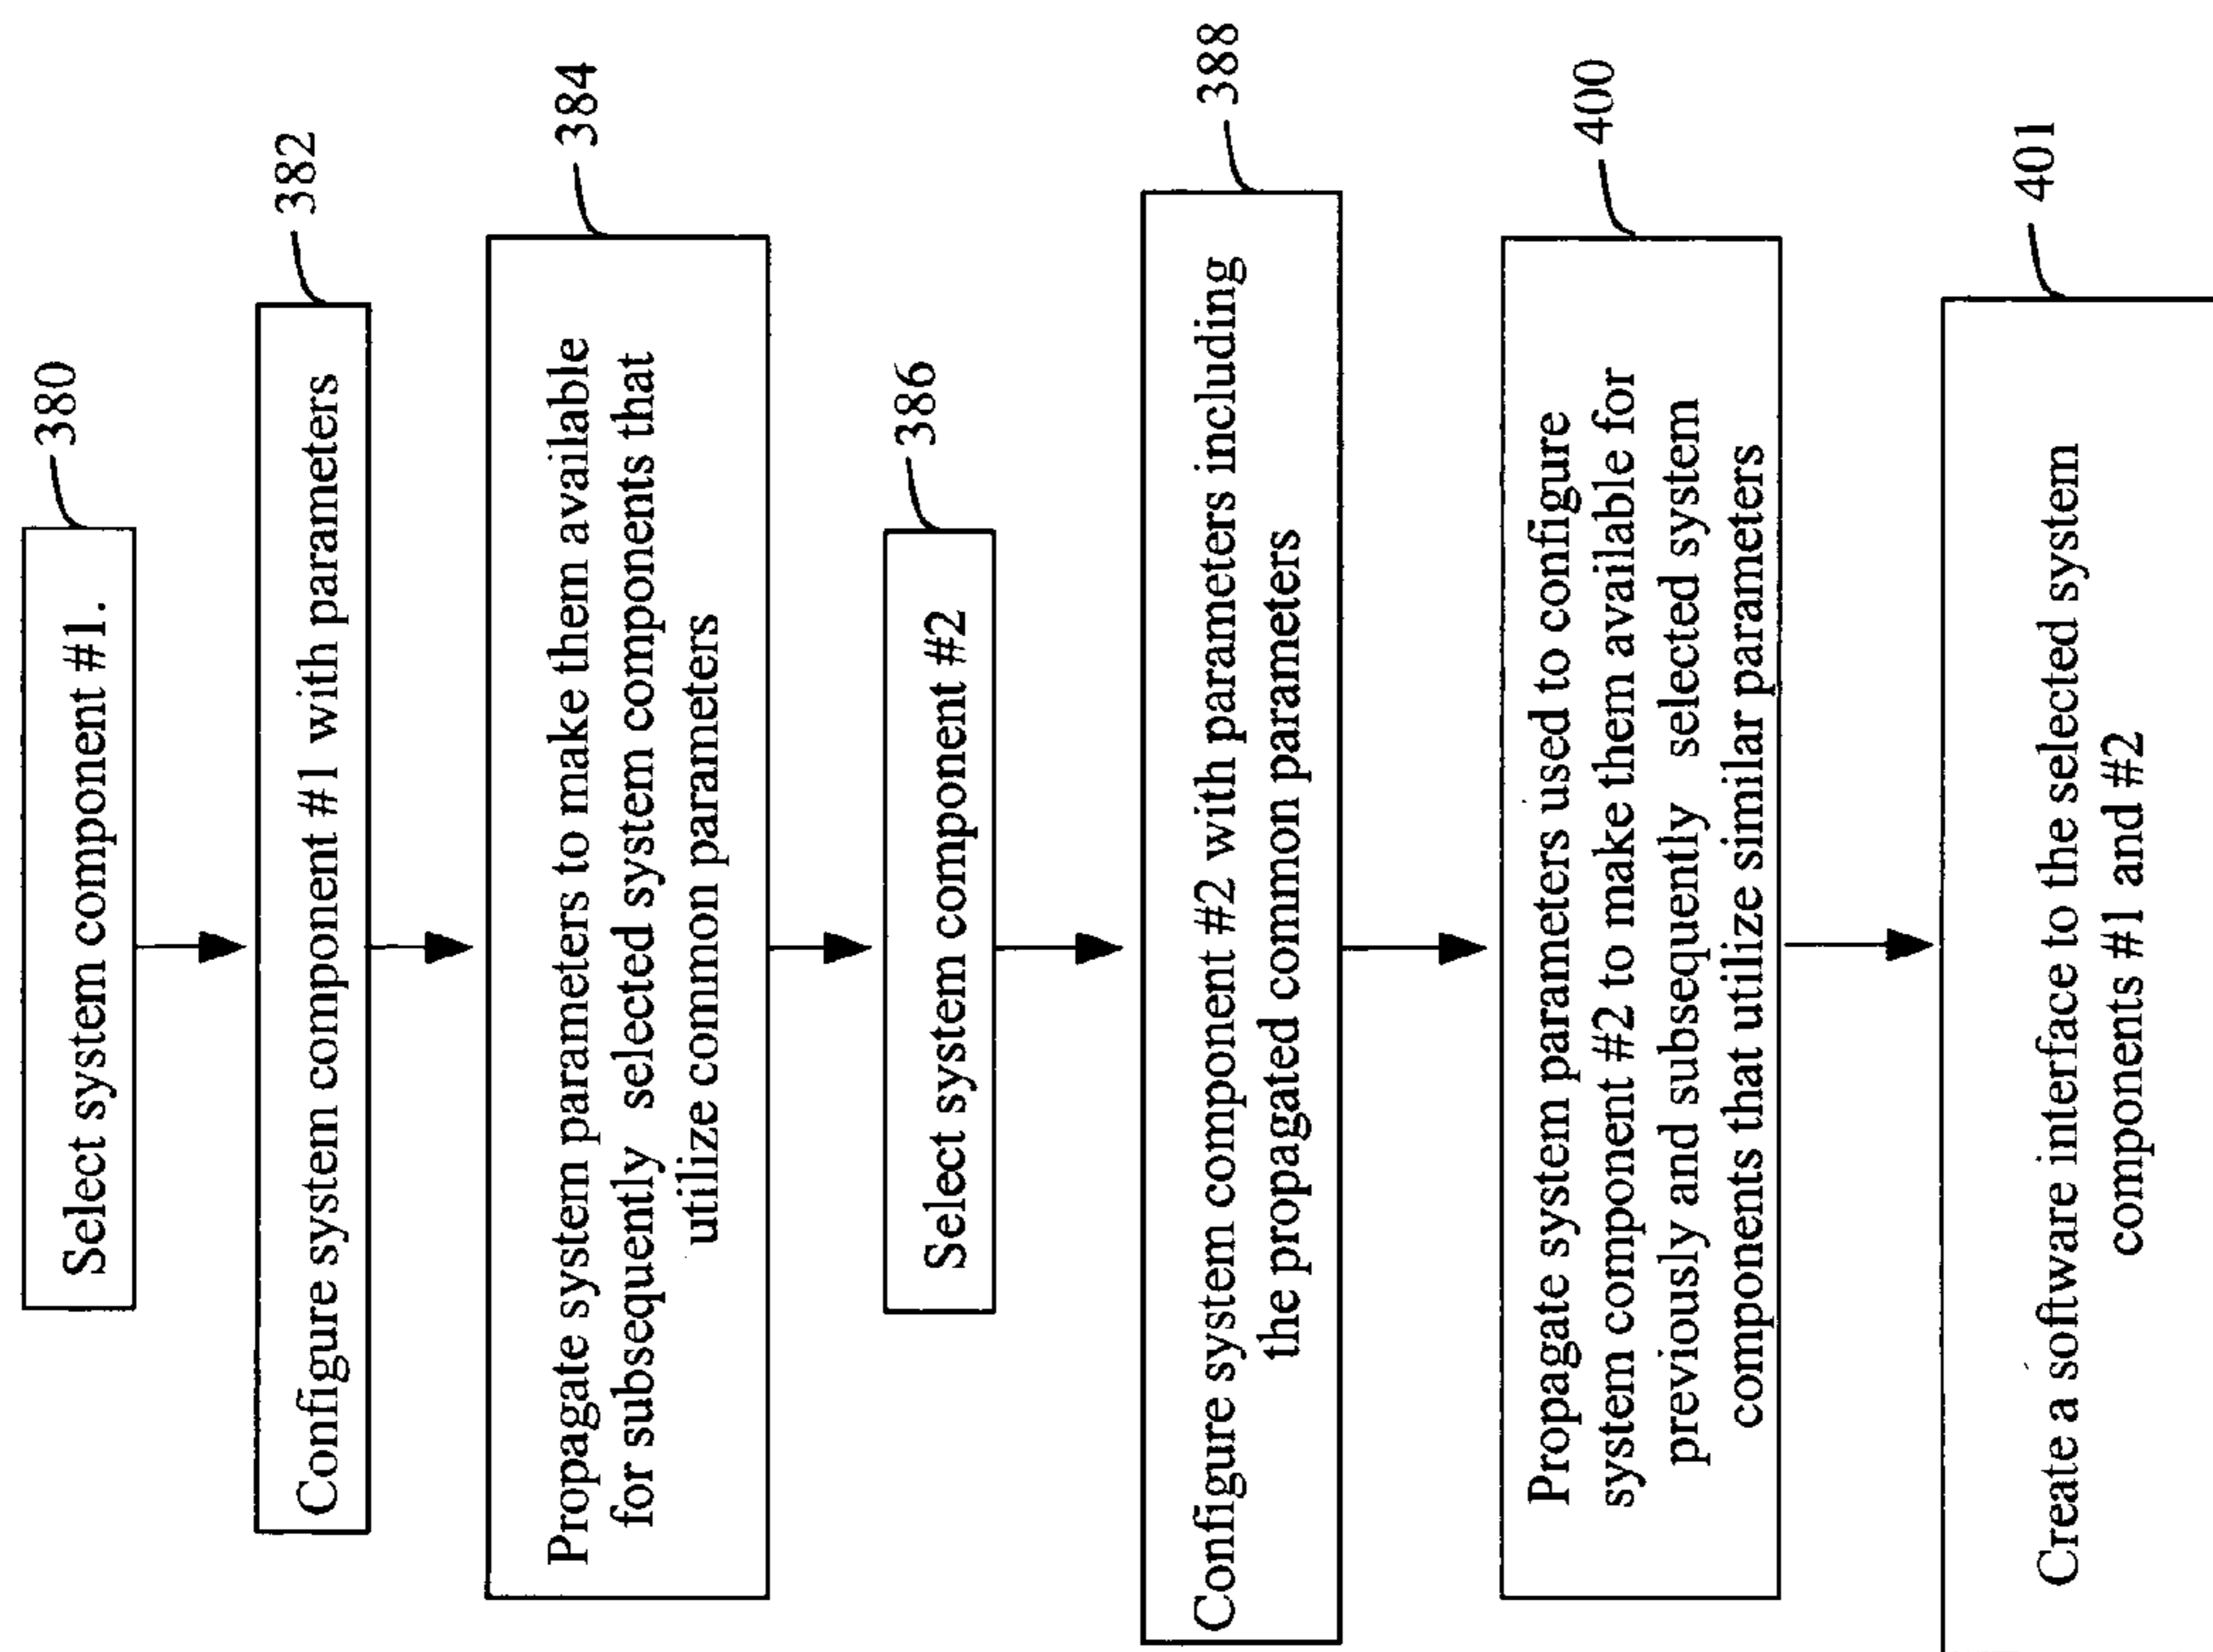 380
Select system component #1.
382
Configure system component #1 with parameters
384
Propagate system parameters to make them available
for subsequently selected system components that
utilize common parameters
386
Select system component #2
388
Configure system component #2 with parameters including
the propagated common parameters
400
Propagate system parameters used to configure
system component #2 to make them available for
previously and subsequently selected system
components that utilize similar parameters
401
Create a software interface to the selected system
components #1 and #2